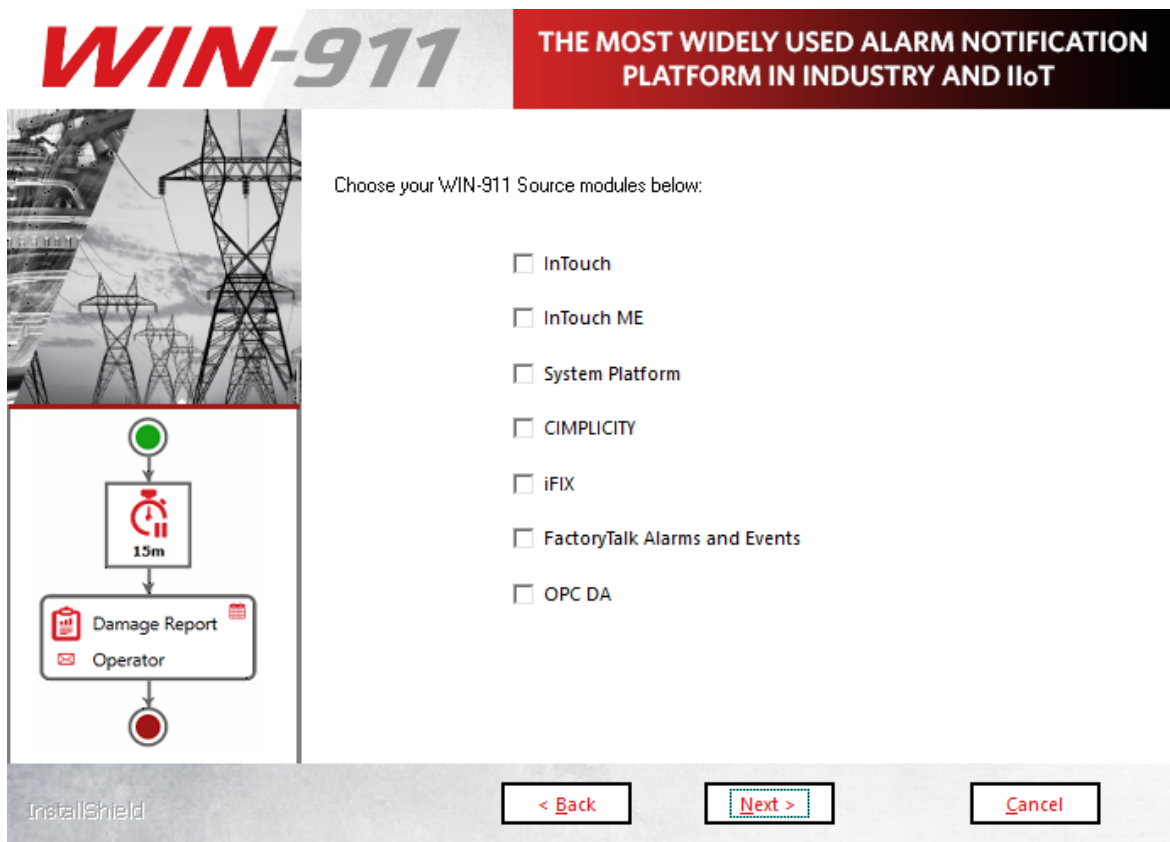 WIN-911
THE MOST WIDELY USED ALARM NOTIFICATION
PLATFORM IN INDUSTRY AND IIoT
Choose your WIN-911 Source modules below:
InTouch
InTouch ME
System Platform
CIMPLICITY
iFIX
FactoryTalk Alarms and Events
OPC DA
15m
Damage Report
Operator
InstallShield
< Back
Next >
Cancel